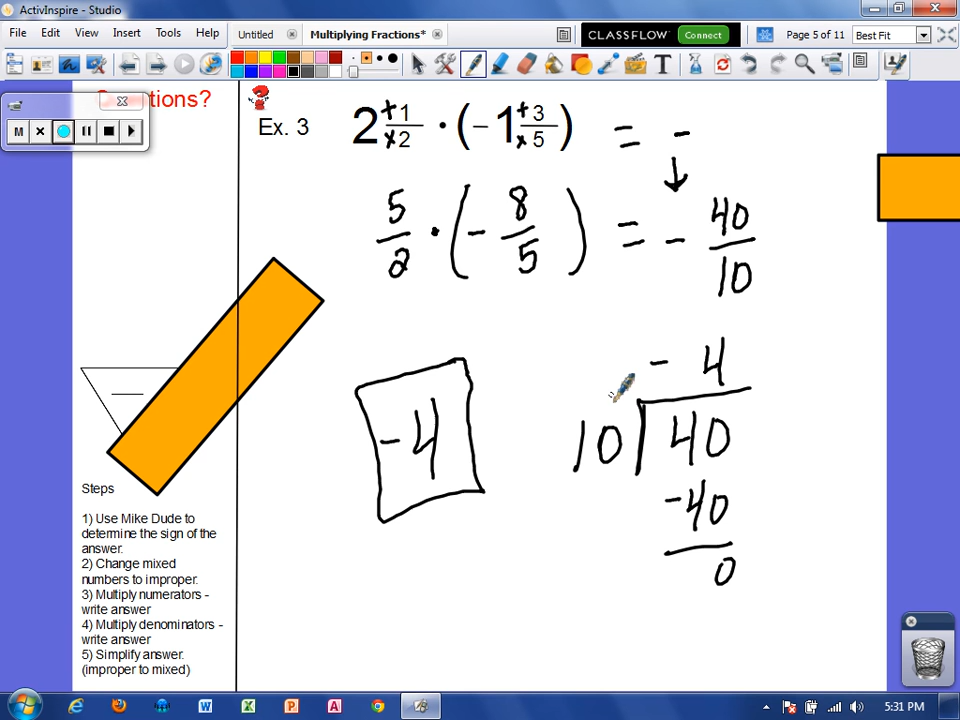 ActivInspire - Studio
File Edit View Insert Tools Help
Untitled
Multiplying Fractions*
CLASSFLOW Connect
Page 5 of 11
Best Fit
M
tions?
Ex. 3
2 +1/×2 · (-1 +3/×5) = -
5/2 · (-8/5) = - 40/10
- 4
10 40
-40
0
-4
Steps
1) Use Mike Dude to
determine the sign of the
answer.
2) Change mixed
numbers to improper.
3) Multiply numerators -
write answer
4) Multiply denominators -
write answer
5) Simplify answer.
(improper to mixed)
5:31 PM